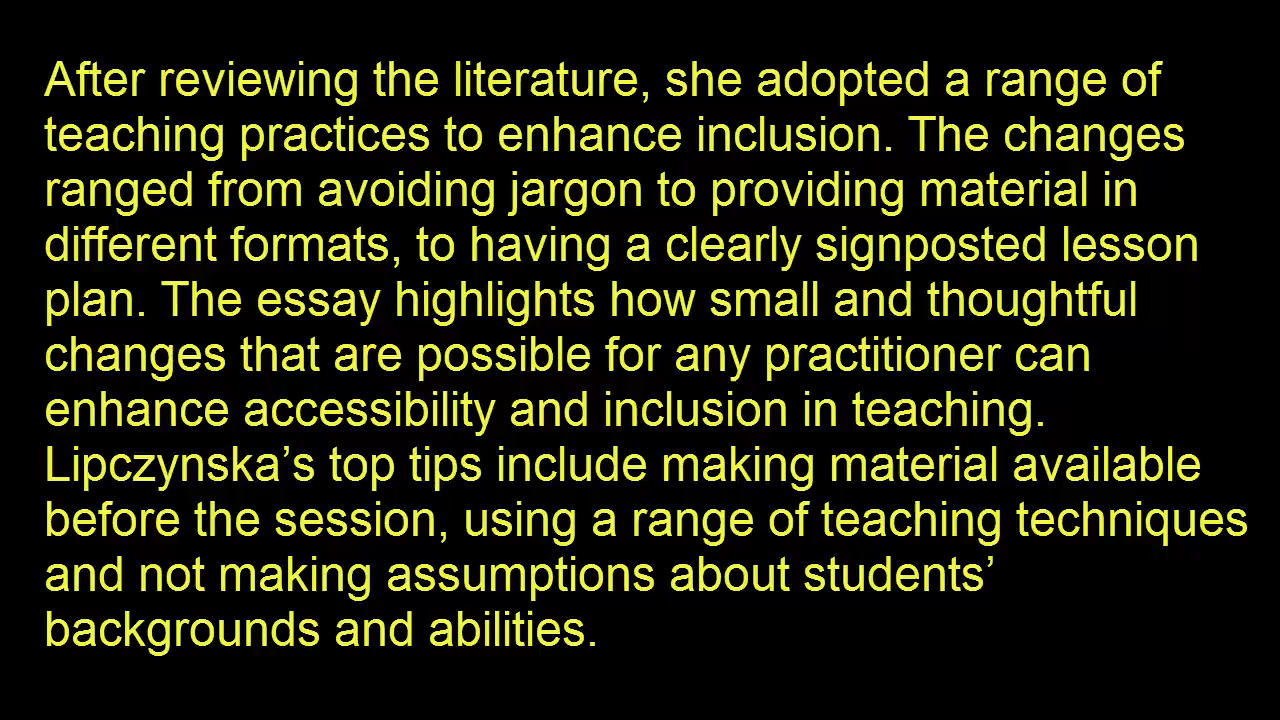 After reviewing the literature, she adopted a range of
teaching practices to enhance inclusion. The changes
ranged from avoiding jargon to providing material in
different formats, to having a clearly signposted lesson
plan. The essay highlights how small and thoughtful
changes that are possible for any practitioner can
enhance accessibility and inclusion in teaching.
Lipczynska’s top tips include making material available
before the session, using a range of teaching techniques
and not making assumptions about students’
backgrounds and abilities.